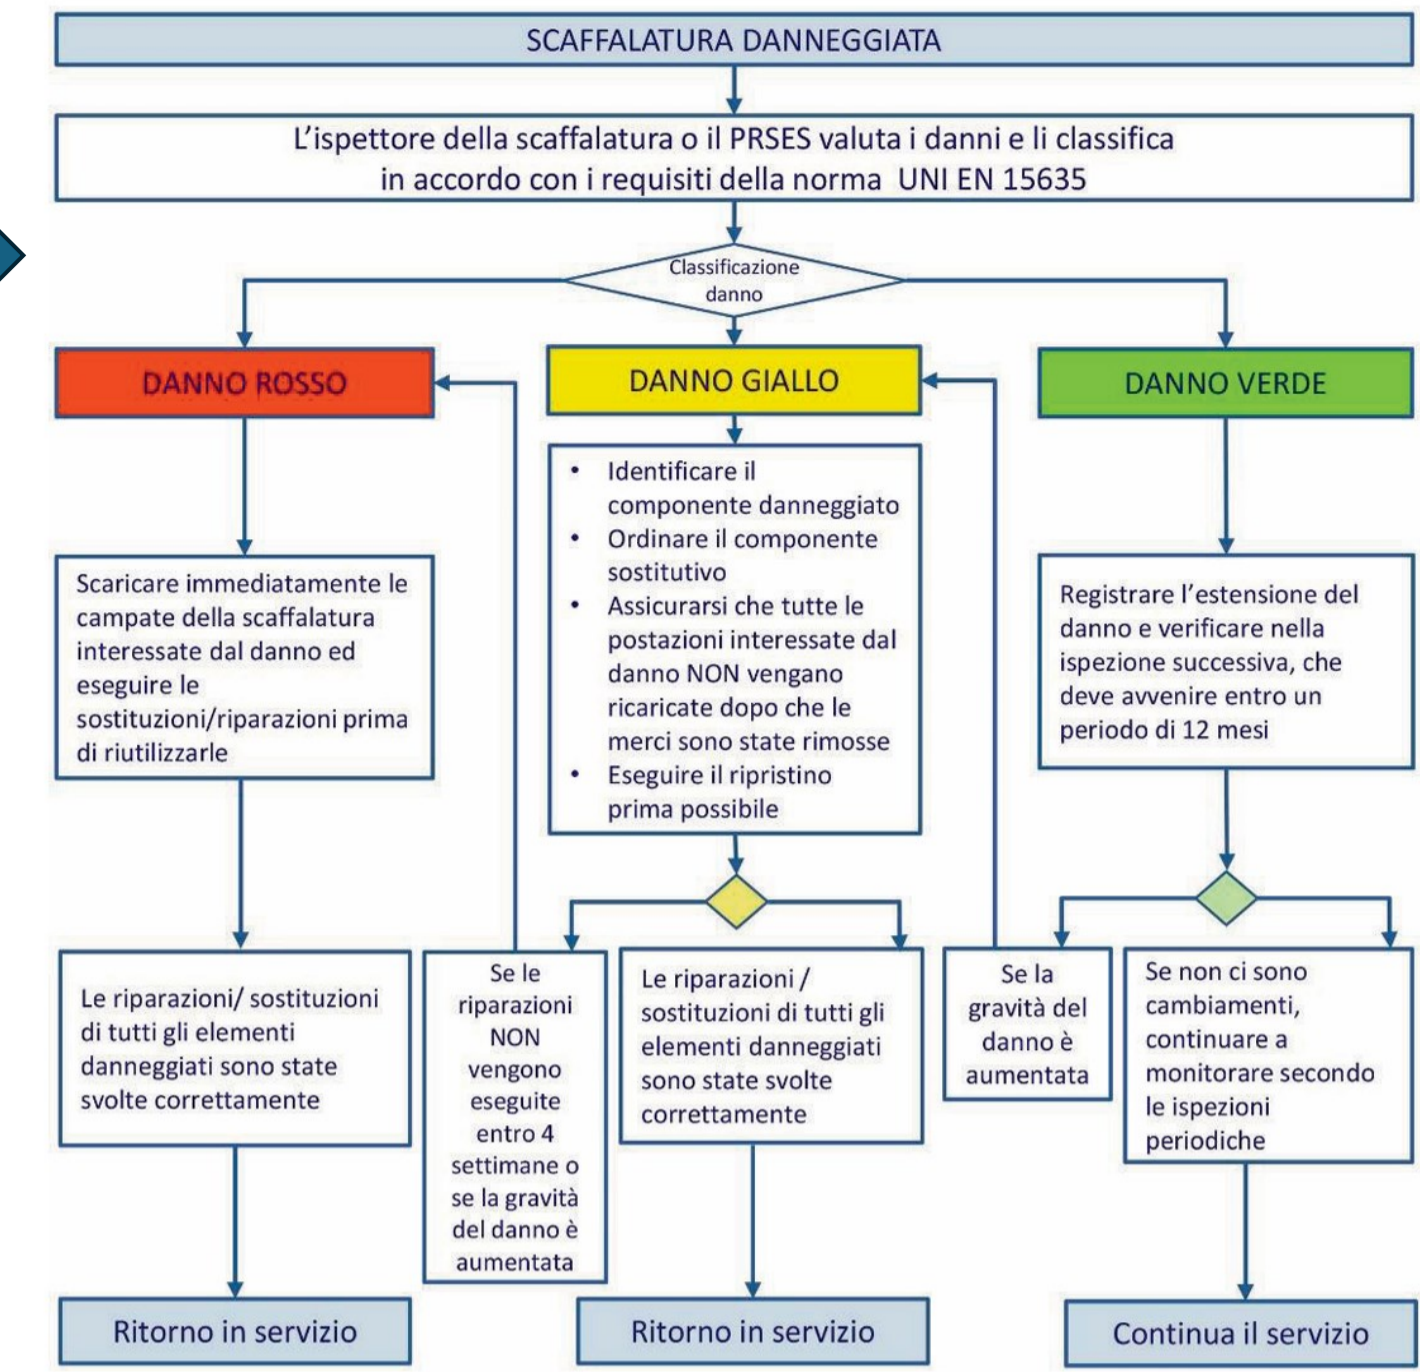 SCAFFALATURA DANNEGGIATA
L'ispettore della scaffalatura o il PRSES valuta i danni e li classifica
in accordo con i requisiti della norma UNI EN 15635
Classificazione
danno
DANNO ROSSO
Scaricare immediatamente le
campate della scaffalatura
interessate dal danno ed
eseguire le
sostituzioni/riparazioni prima
di riutilizzarle
Le riparazioni/ sostituzioni
di tutti gli elementi
danneggiati sono state
svolte correttamente
Ritorno in servizio
DANNO GIALLO
• Identificare il
componente danneggiato
• Ordinare il componente
sostitutivo
• Assicurarsi che tutte le
postazioni interessate dal
danno NON vengano
ricaricate dopo che le
merci sono state rimosse
• Eseguire il ripristino
prima possibile
Se le
riparazioni
NON
vengono
eseguite
entro 4
settimane o
se la gravità
del danno è
aumentata
Le riparazioni /
sostituzioni di tutti gli
elementi danneggiati
sono state svolte
correttamente
Ritorno in servizio
DANNO VERDE
Registrare l'estensione del
danno e verificare nella
ispezione successiva, che
deve avvenire entro un
periodo di 12 mesi
Se la
gravità del
danno è
aumentata
Se non ci sono
cambiamenti,
continuare a
monitorare secondo
le ispezioni
periodiche
Continua il servizio